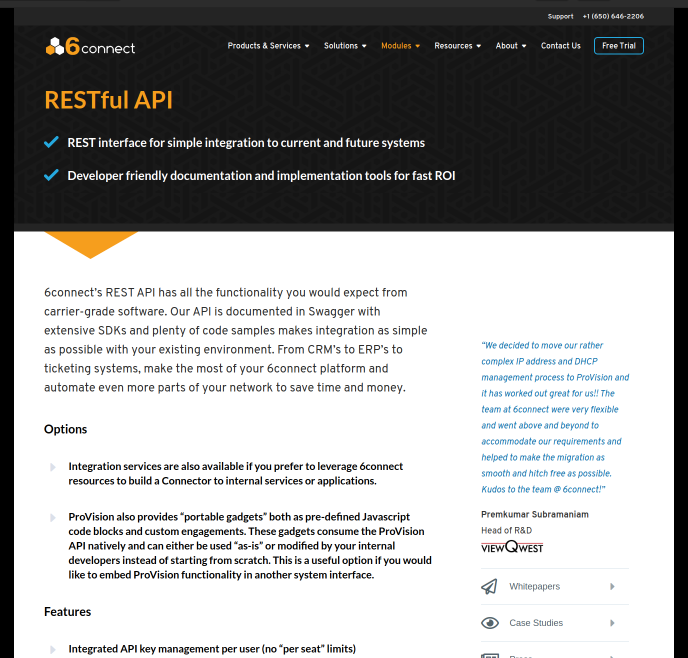 Support +1 (650) 646-2206
6connect
Products & Services Solutions Modules Resources About Contact Us Free Trial
RESTful API
REST interface for simple integration to current and future systems
Developer friendly documentation and implementation tools for fast ROI
6connect's REST API has all the functionality you would expect from
carrier-grade software. Our API is documented in Swagger with
extensive SDKs and plenty of code samples makes integration as simple
as possible with your existing environment. From CRM's to ERP's to
ticketing systems, make the most of your 6connect platform and
automate even more parts of your network to save time and money.
Options
Integration services are also available if you prefer to leverage 6connect
resources to build a Connector to internal services or applications.
ProVision also provides “portable gadgets” both as pre-defined Javascript
code blocks and custom engagements. These gadgets consume the ProVision
API natively and can either be used “as-is” or modified by your internal
developers instead of starting from scratch. This is a useful option if you would
like to embed ProVision functionality in another system interface.
Features
Integrated API key management per user (no “per seat” limits)
“We decided to move our rather
complex IP address and DHCP
management process to ProVision and
it has worked out great for us!! The
team at 6connect were very flexible
and went above and beyond to
accommodate our requirements and
helped to make the migration as
smooth and hitch free as possible.
Kudos to the team @ 6connect!”
Premkumar Subramaniam
Head of R&D
VIEWQWEST
Whitepapers
Case Studies